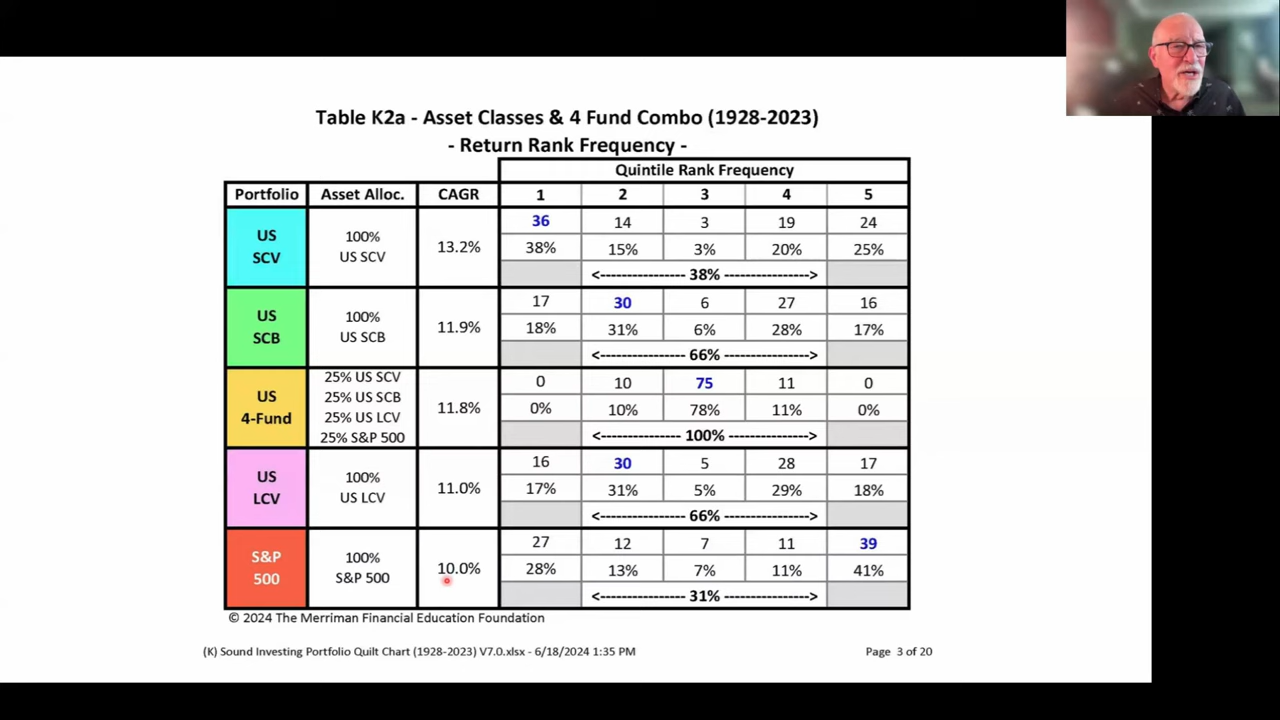 Table K2a - Asset Classes & 4 Fund Combo (1928-2023)
- Return Rank Frequency -
Quintile Rank Frequency
Portfolio Asset Alloc. CAGR 1 2 3 4 5
US SCV 100% US SCV 13.2% 36 14 3 19 24
38% 15% 3% 20% 25%
<---------------- 38% ---------------->
US SCB 100% US SCB 11.9% 17 30 6 27 16
18% 31% 6% 28% 17%
<---------------- 66% ---------------->
US 4-Fund 25% US SCV 25% US SCB 25% US LCV 25% S&P 500 11.8% 0 10 75 11 0
0% 10% 78% 11% 0%
<---------------- 100% ---------------->
US LCV 100% US LCV 11.0% 16 30 5 28 17
17% 31% 5% 29% 18%
<---------------- 66% ---------------->
S&P 500 100% S&P 500 10.0% 27 12 7 11 39
28% 13% 7% 11% 41%
<---------------- 31% ---------------->
© 2024 The Merriman Financial Education Foundation
(K) Sound Investing Portfolio Quilt Chart (1928-2023) V7.0.xlsx - 6/18/2024 1:35 PM
Page 3 of 20